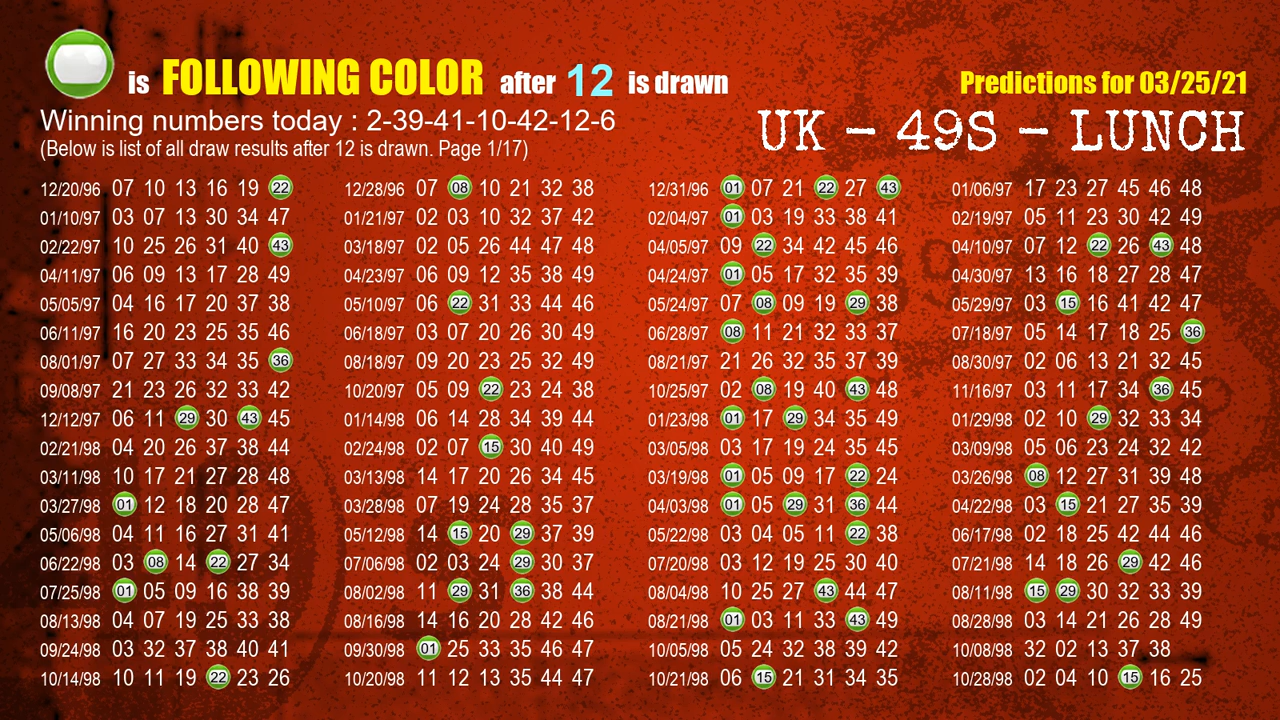 is FOLLOWING COLOR after 12 is drawn
Predictions for 03/25/21
Winning numbers today : 2-39-41-10-42-12-6
UK - 49S - LUNCH
(Below is list of all draw results after 12 is drawn. Page 1/17)
12/20/96 07 10 13 16 19 22 12/28/96 07 08 10 21 32 38 12/31/96 01 07 21 22 27 43 01/06/97 17 23 27 45 46 48
01/10/97 03 07 13 30 34 47 01/21/97 02 03 10 32 37 42 02/04/97 01 03 19 33 38 41 02/19/97 05 11 23 30 42 49
02/22/97 10 25 26 31 40 43 03/18/97 02 05 26 44 47 48 04/05/97 09 22 34 42 45 46 04/10/97 07 12 22 26 43 48
04/11/97 06 09 13 17 28 49 04/23/97 06 09 12 35 38 49 04/24/97 01 05 17 32 35 39 04/30/97 13 16 18 27 28 47
05/05/97 04 16 17 20 37 38 05/10/97 06 22 31 33 44 46 05/24/97 07 08 09 19 29 38 05/29/97 03 15 16 41 42 47
06/11/97 16 20 23 25 35 46 06/18/97 03 07 20 26 30 49 06/28/97 08 11 21 32 33 37 07/18/97 05 14 17 18 25 36
08/01/97 07 27 33 34 35 36 08/18/97 09 20 23 25 32 49 08/21/97 21 26 32 35 37 39 08/30/97 02 06 13 21 32 45
09/08/97 21 23 26 32 33 42 10/20/97 05 09 22 23 24 38 10/25/97 02 08 19 40 43 48 11/16/97 03 11 17 34 36 45
12/12/97 06 11 29 30 43 45 01/14/98 06 14 28 34 39 44 01/23/98 01 17 29 34 35 49 01/29/98 02 10 29 32 33 34
02/21/98 04 20 26 37 38 44 02/24/98 02 07 15 30 40 49 03/05/98 03 17 19 24 35 45 03/09/98 05 06 23 24 32 42
03/11/98 10 17 21 27 28 48 03/13/98 14 17 20 26 34 45 03/19/98 01 05 09 17 22 24 03/26/98 08 12 27 31 39 48
03/27/98 01 12 18 20 28 47 03/28/98 07 19 24 28 35 37 04/03/98 01 05 29 31 36 44 04/22/98 03 15 21 27 35 39
05/06/98 04 11 16 27 31 41 05/12/98 14 15 20 29 37 39 05/22/98 03 04 05 11 22 38 06/17/98 02 18 25 42 44 46
06/22/98 03 08 14 22 27 34 07/06/98 02 03 24 29 30 37 07/20/98 03 12 19 25 30 40 07/21/98 14 18 26 29 42 46
07/25/98 01 05 09 16 38 39 08/02/98 11 29 31 36 38 44 08/04/98 10 25 27 43 44 47 08/11/98 15 29 30 32 33 39
08/13/98 04 07 19 25 33 38 08/16/98 14 16 20 28 42 46 08/21/98 01 03 11 33 43 49 08/28/98 03 14 21 26 28 49
09/24/98 03 32 37 38 40 41 09/30/98 01 25 33 35 46 47 10/05/98 05 24 32 38 39 42 10/08/98 32 02 13 37 38
10/14/98 10 11 19 22 23 26 10/20/98 11 12 13 35 44 47 10/21/98 06 15 21 31 34 35 10/28/98 02 04 10 15 16 25